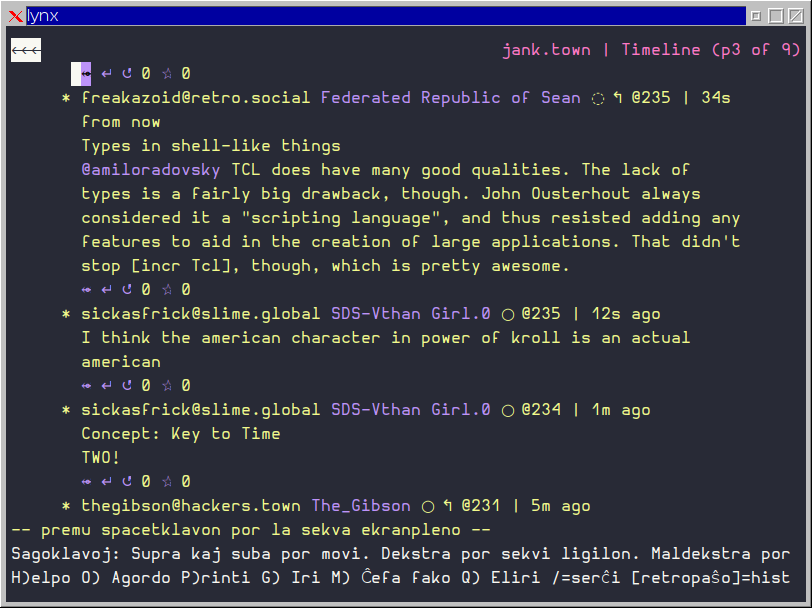 lynx
<<< jank.town | Timeline (p3 of 9)
↞ ↵ ↺ 0 ☆ 0
* freakazoid@retro.social Federated Republic of Sean ◌ ↰ @235 | 34s
from now
Types in shell-like things
@amiloradovsky TCL does have many good qualities. The lack of
types is a fairly big drawback, though. John Ousterhout always
considered it a "scripting language", and thus resisted adding any
features to aid in the creation of large applications. That didn't
stop [incr Tcl], though, which is pretty awesome.
↞ ↵ ↺ 0 ☆ 0
* sickasfrick@slime.global SDS-Vthan Girl.0 ○ @235 | 12s ago
I think the american character in power of kroll is an actual
american
↞ ↵ ↺ 0 ☆ 0
* sickasfrick@slime.global SDS-Vthan Girl.0 ○ @234 | 1m ago
Concept: Key to Time
TWO!
↞ ↵ ↺ 0 ☆ 0
* thegibson@hackers.town The_Gibson ○ ↰ @231 | 5m ago
-- premu spacetklavon por la sekva ekranpleno --
Sagoklavoj: Supra kaj suba por movi. Dekstra por sekvi ligilon. Maldekstra por
H)elpo O) Agordo P)rinti G) Iri M) Ĉefa fako Q) Eliri /=serĉi [retropaŝo]=hist